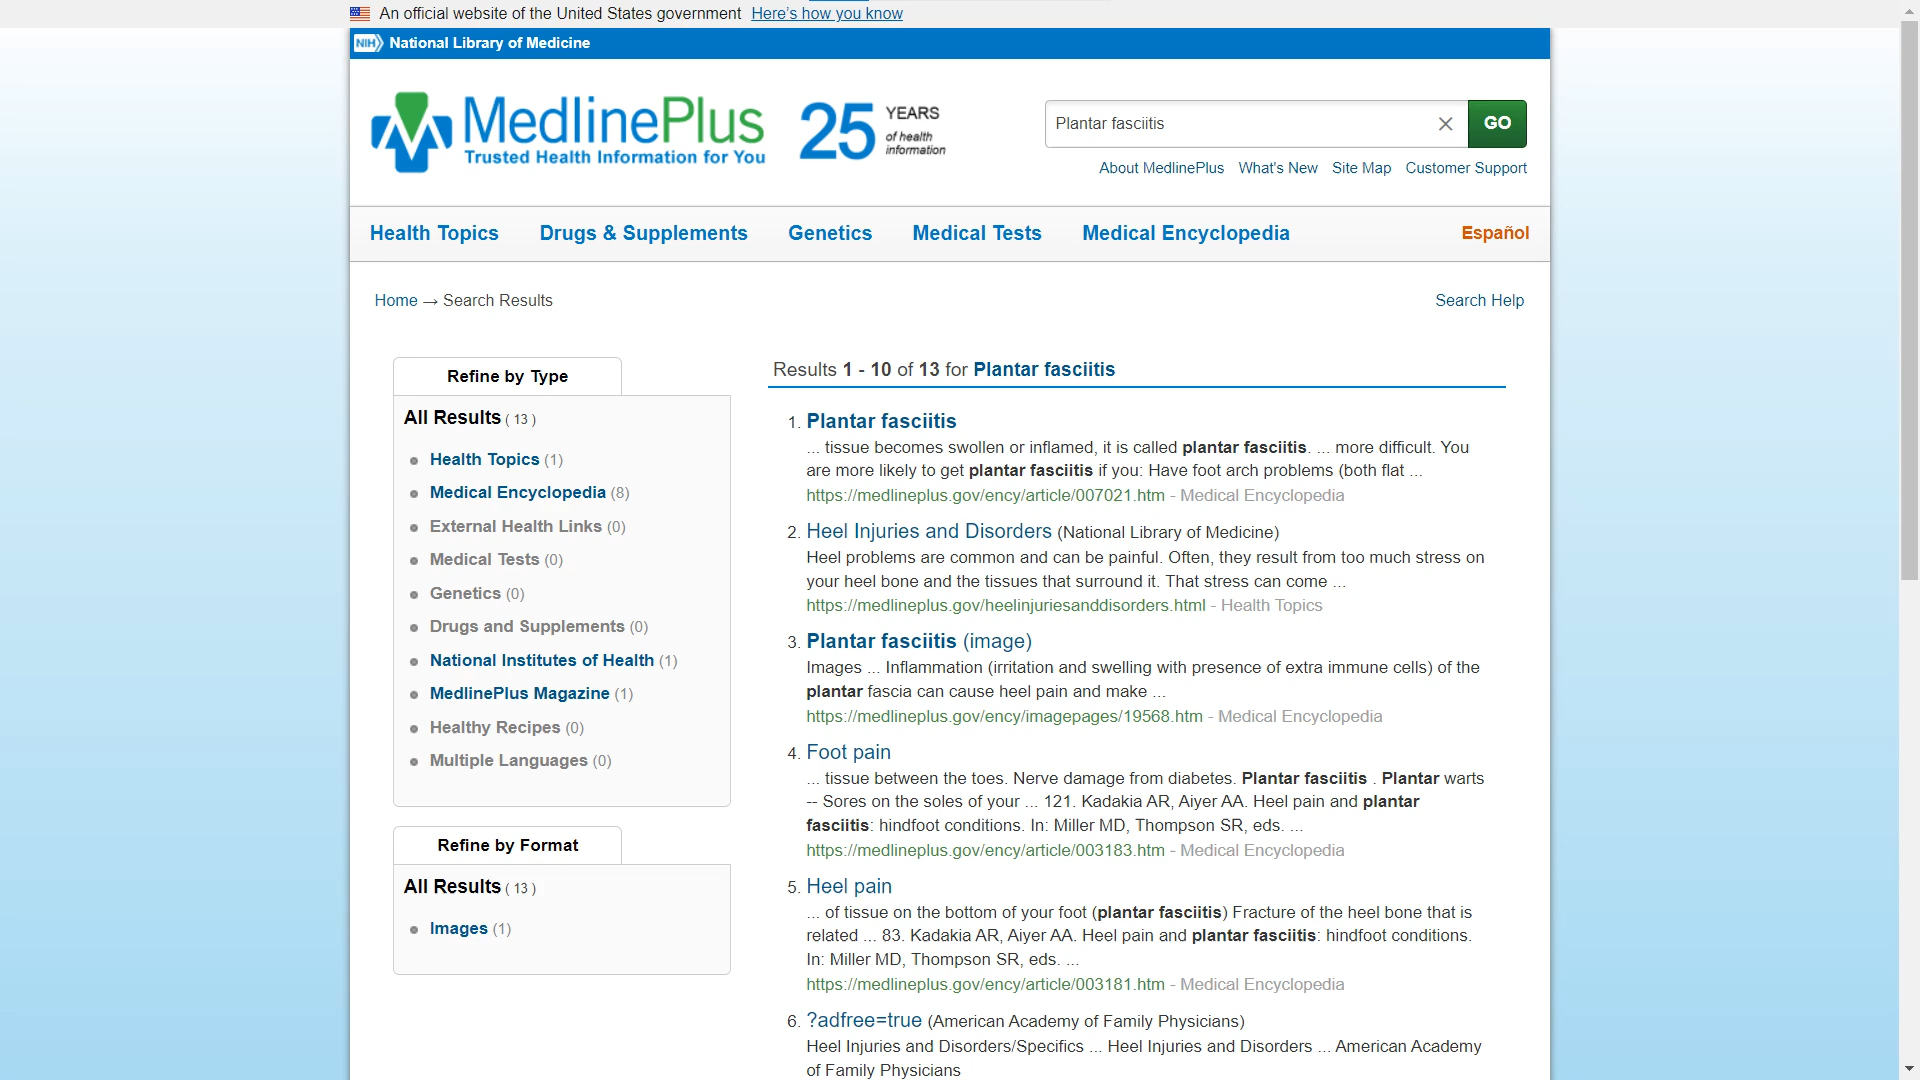 An official website of the United States government Here's how you know
NIH National Library of Medicine
MedlinePlus
Trusted Health Information for You
25 YEARS
of health
information
Plantar fasciitis
GO
About MedlinePlus What's New Site Map Customer Support
Health Topics Drugs & Supplements Genetics Medical Tests Medical Encyclopedia Español
Home → Search Results
Search Help
Refine by Type
All Results ( 13 )
Health Topics (1)
Medical Encyclopedia (8)
External Health Links (0)
Medical Tests (0)
Genetics (0)
Drugs and Supplements (0)
National Institutes of Health (1)
MedlinePlus Magazine (1)
Healthy Recipes (0)
Multiple Languages (0)
Refine by Format
All Results ( 13 )
Images (1)
Results 1 - 10 of 13 for Plantar fasciitis
1. Plantar fasciitis
... tissue becomes swollen or inflamed, it is called plantar fasciitis. ... more difficult. You
are more likely to get plantar fasciitis if you: Have foot arch problems (both flat ...
https://medlineplus.gov/ency/article/007021.htm - Medical Encyclopedia
2. Heel Injuries and Disorders (National Library of Medicine)
Heel problems are common and can be painful. Often, they result from too much stress on
your heel bone and the tissues that surround it. That stress can come ...
https://medlineplus.gov/heelinjuriesanddisorders.html - Health Topics
3. Plantar fasciitis (image)
Images ... Inflammation (irritation and swelling with presence of extra immune cells) of the
plantar fascia can cause heel pain and make ...
https://medlineplus.gov/ency/imagepages/19568.htm - Medical Encyclopedia
4. Foot pain
... tissue between the toes. Nerve damage from diabetes. Plantar fasciitis . Plantar warts
-- Sores on the soles of your ... 121. Kadakia AR, Aiyer AA. Heel pain and plantar
fasciitis: hindfoot conditions. In: Miller MD, Thompson SR, eds. ...
https://medlineplus.gov/ency/article/003183.htm - Medical Encyclopedia
5. Heel pain
... of tissue on the bottom of your foot (plantar fasciitis) Fracture of the heel bone that is
related ... 83. Kadakia AR, Aiyer AA. Heel pain and plantar fasciitis: hindfoot conditions.
In: Miller MD, Thompson SR, eds. ...
https://medlineplus.gov/ency/article/003181.htm - Medical Encyclopedia
6. ?adfree=true (American Academy of Family Physicians)
Heel Injuries and Disorders/Specifics ... Heel Injuries and Disorders ... American Academy
of Family Physicians